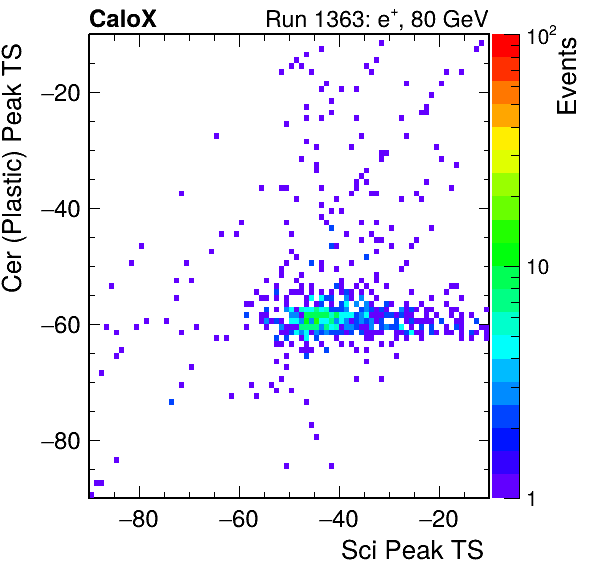 CaloX
Run 1363: e⁺, 80 GeV
Cer (Plastic) Peak TS
−20
−40
−60
−80
−80
−60
−40
−20
Sci Peak TS
10²
10
1
Events